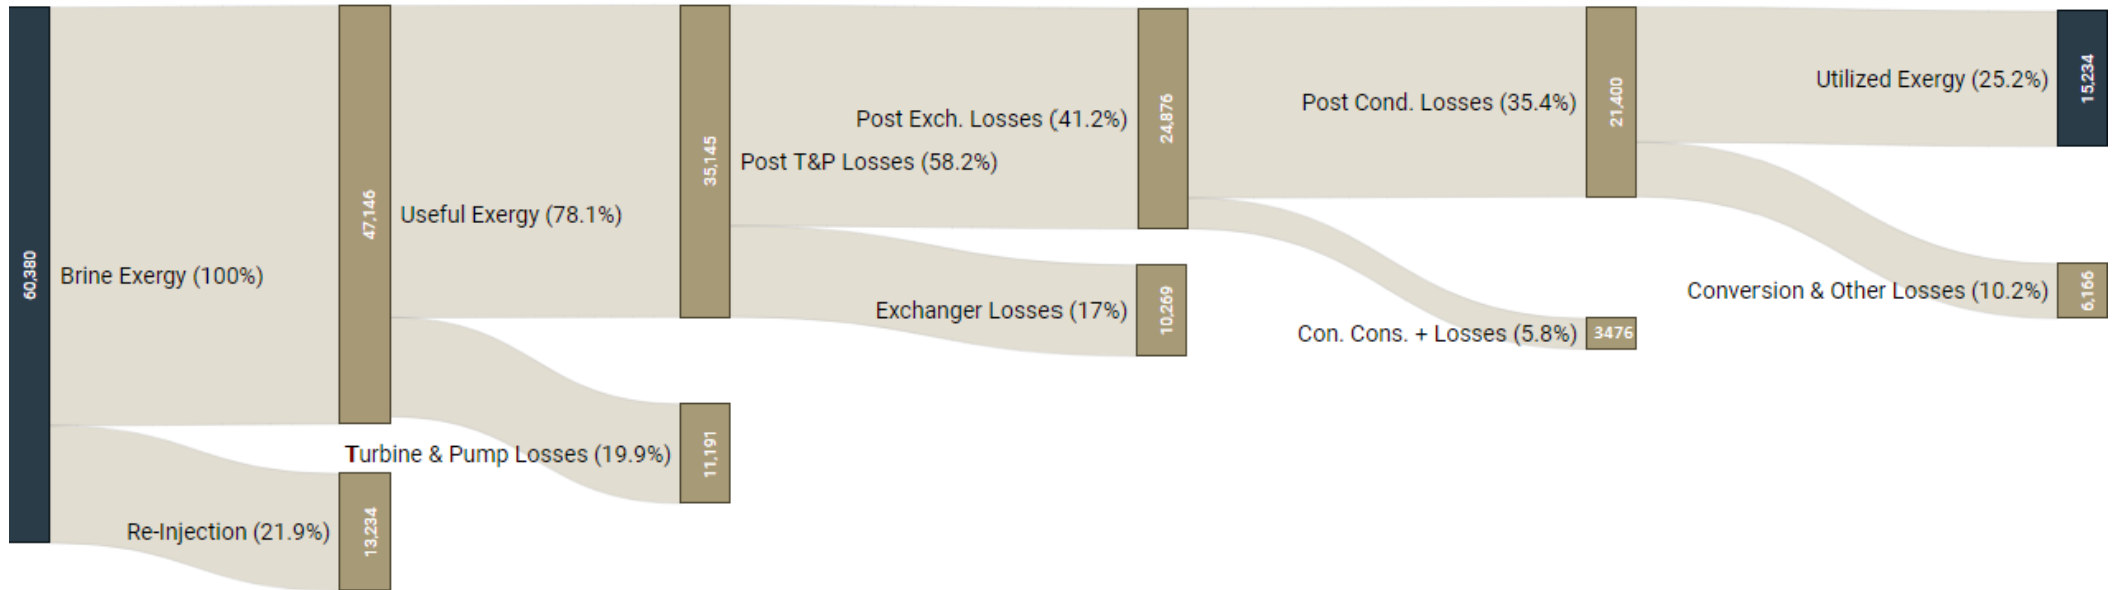 60,380
Brine Exergy (100%)
47,146
Useful Exergy (78.1%)
13,234
Re-Injection (21.9%)
35,145
Post T&P Losses (58.2%)
11,191
Turbine & Pump Losses (19.9%)
Post Exch. Losses (41.2%)
24,876
Exchanger Losses (17%)
10,269
Post Cond. Losses (35.4%)
21,400
Con. Cons. + Losses (5.8%)
3476
Utilized Exergy (25.2%)
15,234
Conversion & Other Losses (10.2%)
6,166